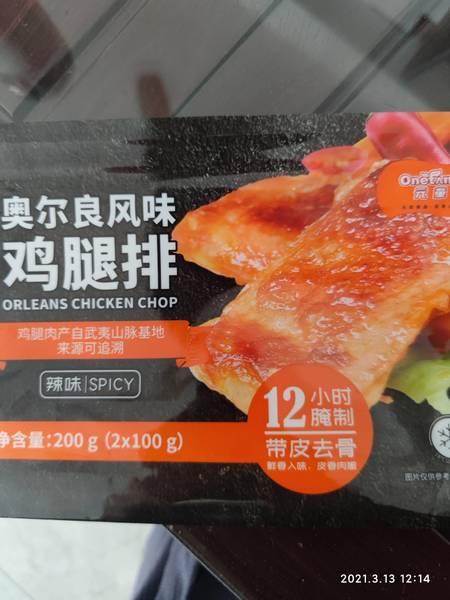 奥尔良风味
鸡腿排
ORLEANS CHICKEN CHOP
鸡腿肉产自武夷山脉基地
来源可追溯
辣味 SPICY
净含量:200 g (2x100 g)
12小时
腌制
带皮去骨
鲜香入味,皮香肉嫩
图片仅供参考
2021.3.13 12:14